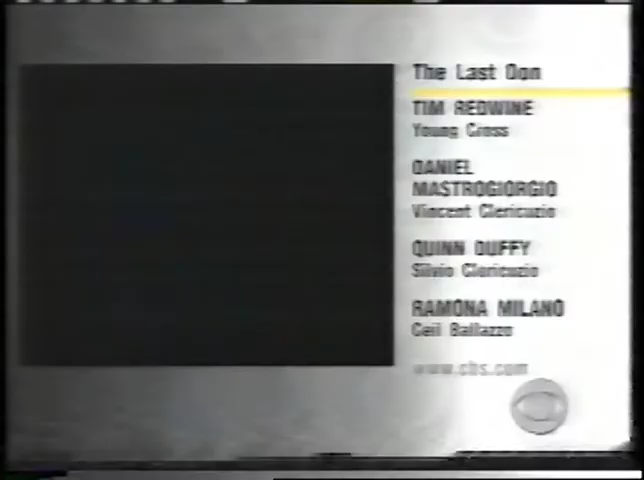 The Last Don
TIM REDWINE
Young Cross
DANIEL
MASTROGIORGIO
Vincent Clericuzio
QUINN DUFFY
Silvio Clericuzio
RAMONA MILANO
Ceil Ballazzo
www.cbs.com